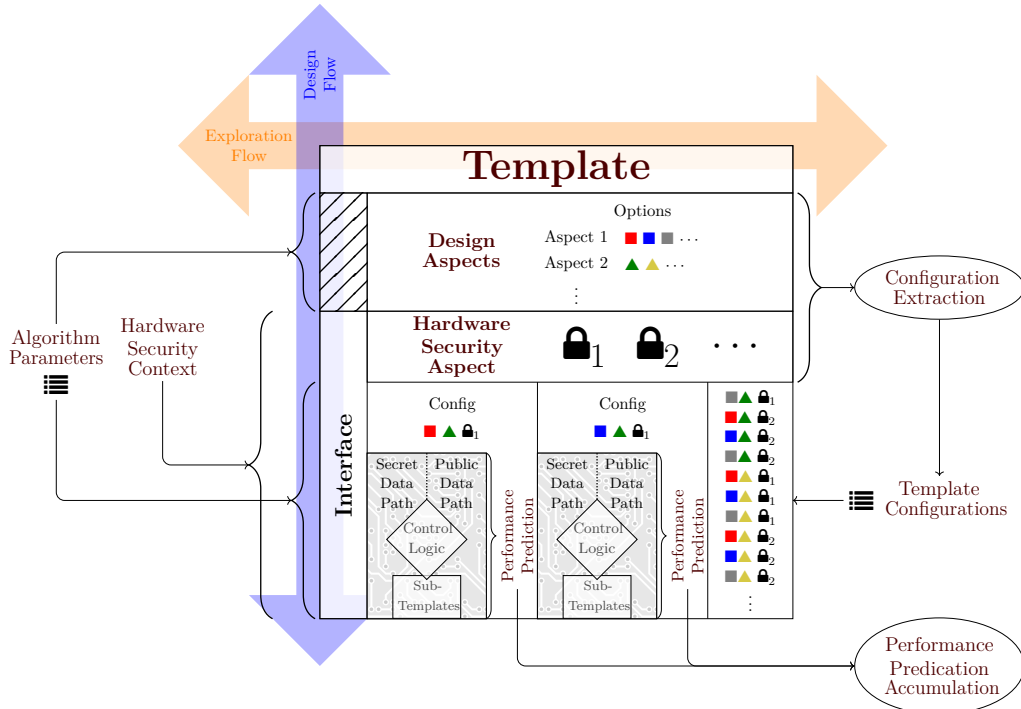 Design
Flow
Exploration
Flow
Template
Design
Aspects
Options
Aspect 1
...
Aspect 2
...
⋮
Configuration
Extraction
Algorithm
Parameters
Hardware
Security
Context
Hardware
Security
Aspect
1
2
...
Interface
Config
1
Secret
Data
Path
Public
Data
Path
Control
Logic
Sub-
Templates
Performance
Prediction
Config
1
Secret
Data
Path
Public
Data
Path
Control
Logic
Sub-
Templates
Performance
Prediction
1
2
2
2
1
1
1
2
2
2
⋮
Template
Configurations
Performance
Predication
Accumulation